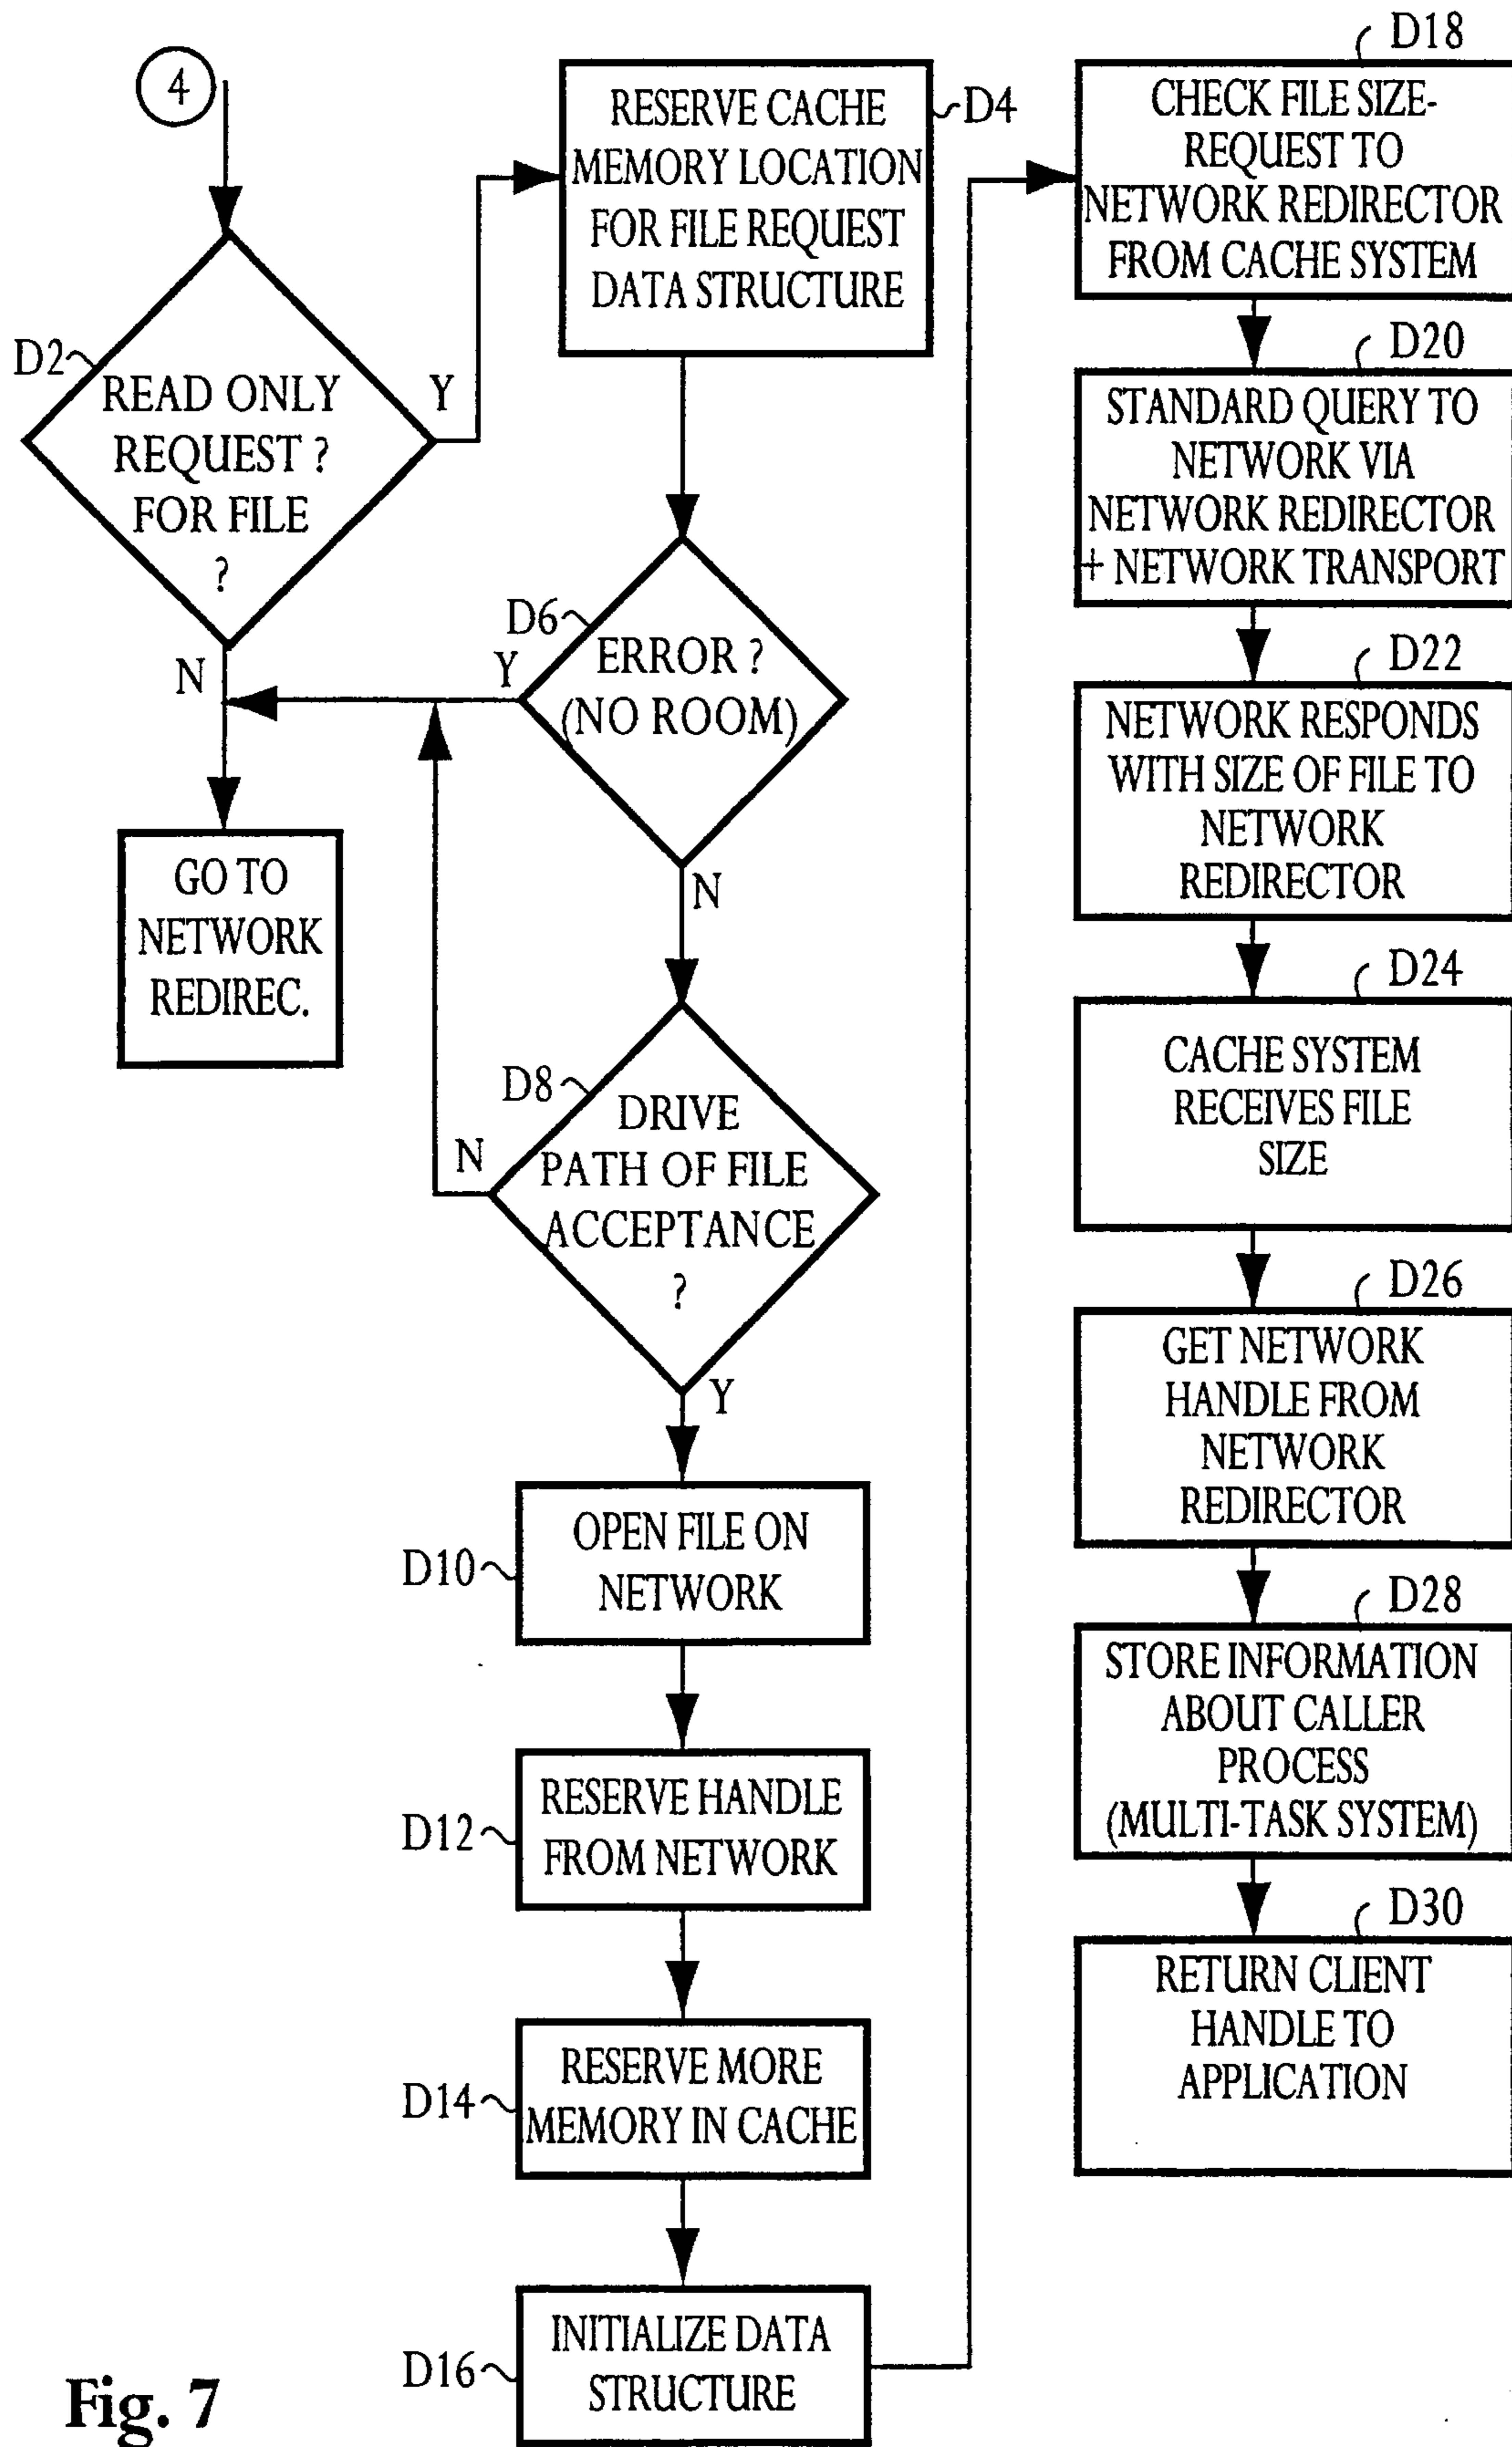 4
D2
READ ONLY
REQUEST ?
FOR FILE
?
Y
N
GO TO
NETWORK
REDIREC.
RESERVE CACHE
MEMORY LOCATION
FOR FILE REQUEST
DATA STRUCTURE
D4
D6
ERROR ?
(NO ROOM)
Y
N
D8
DRIVE
PATH OF FILE
ACCEPTANCE
?
N
Y
D10
OPEN FILE ON
NETWORK
D12
RESERVE HANDLE
FROM NETWORK
D14
RESERVE MORE
MEMORY IN CACHE
D16
INITIALIZE DATA
STRUCTURE
D18
CHECK FILE SIZE-
REQUEST TO
NETWORK REDIRECTOR
FROM CACHE SYSTEM
D20
STANDARD QUERY TO
NETWORK VIA
NETWORK REDIRECTOR
+ NETWORK TRANSPORT
D22
NETWORK RESPONDS
WITH SIZE OF FILE TO
NETWORK
REDIRECTOR
D24
CACHE SYSTEM
RECEIVES FILE
SIZE
D26
GET NETWORK
HANDLE FROM
NETWORK
REDIRECTOR
D28
STORE INFORMATION
ABOUT CALLER
PROCESS
(MULTI-TASK SYSTEM)
D30
RETURN CLIENT
HANDLE TO
APPLICATION
Fig. 7